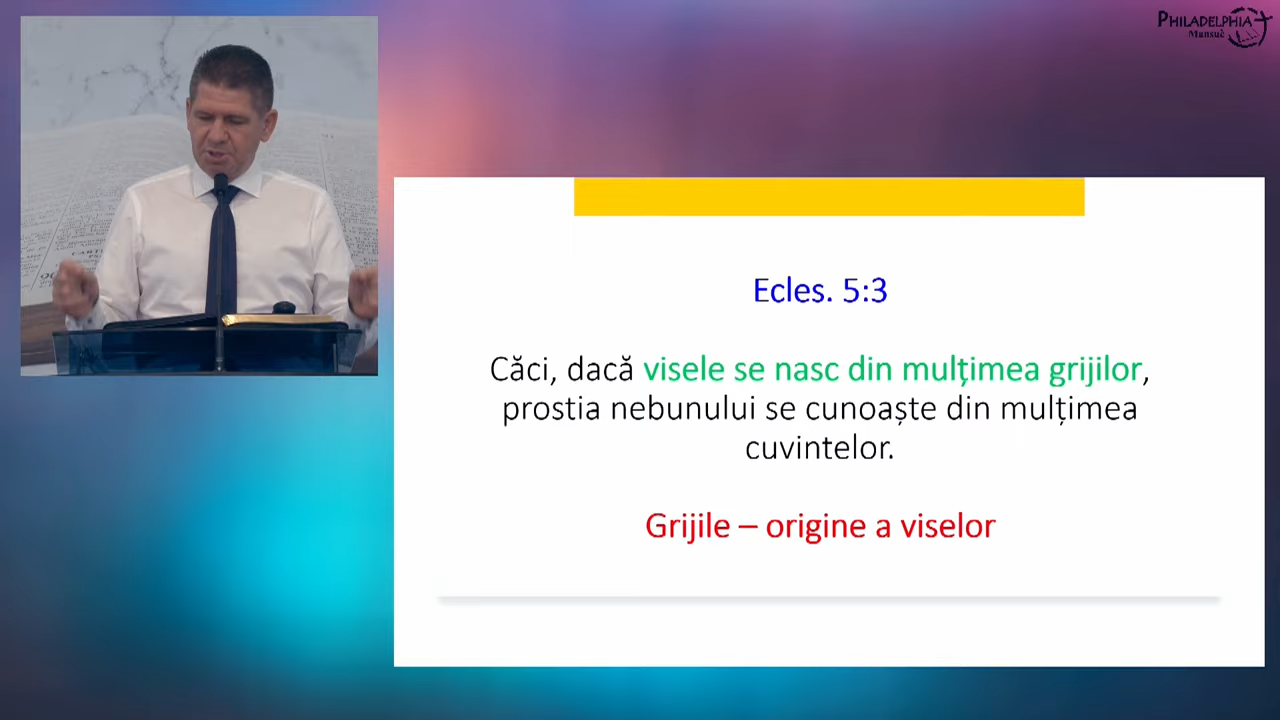 PHILADELPHIA
Mansuè
Ecles. 5:3
Căci, dacă visele se nasc din mulțimea grijilor,
prostia nebunului se cunoaște din mulțimea
cuvintelor.
Grijile – origine a viselor